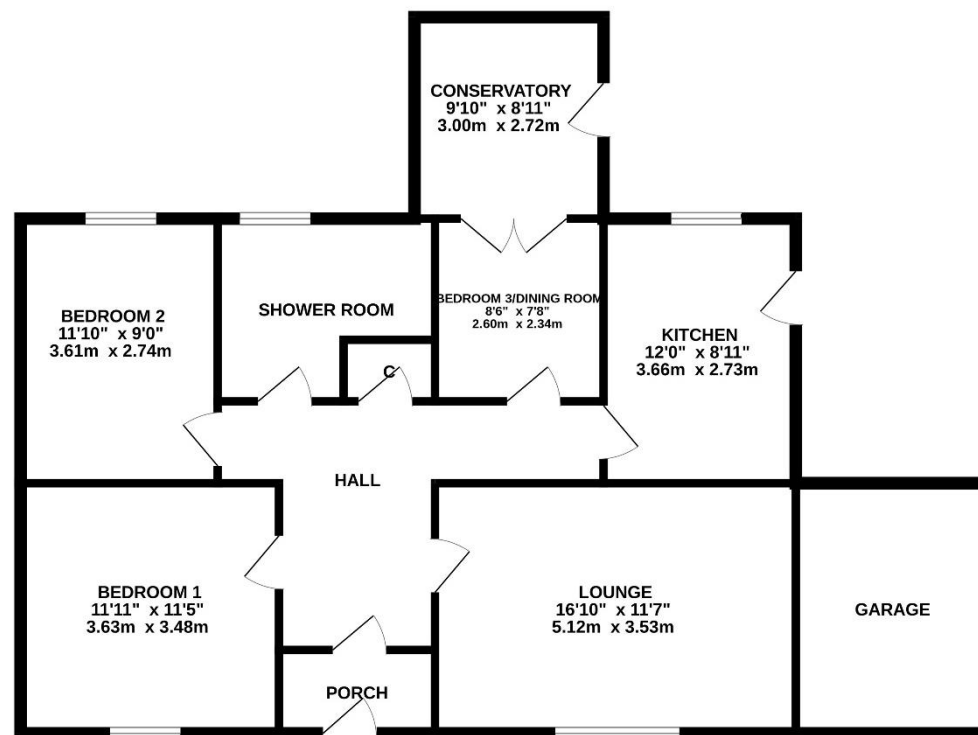 CONSERVATORY
9'10" x 8'11"
3.00m x 2.72m
BEDROOM 2
11'10" x 9'0"
3.61m x 2.74m
SHOWER ROOM
C
BEDROOM 3/DINING ROOM
8'6" x 7'8"
2.60m x 2.34m
KITCHEN
12'0" x 8'11"
3.66m x 2.73m
HALL
BEDROOM 1
11'11" x 11'5"
3.63m x 3.48m
LOUNGE
16'10" x 11'7"
5.12m x 3.53m
GARAGE
PORCH